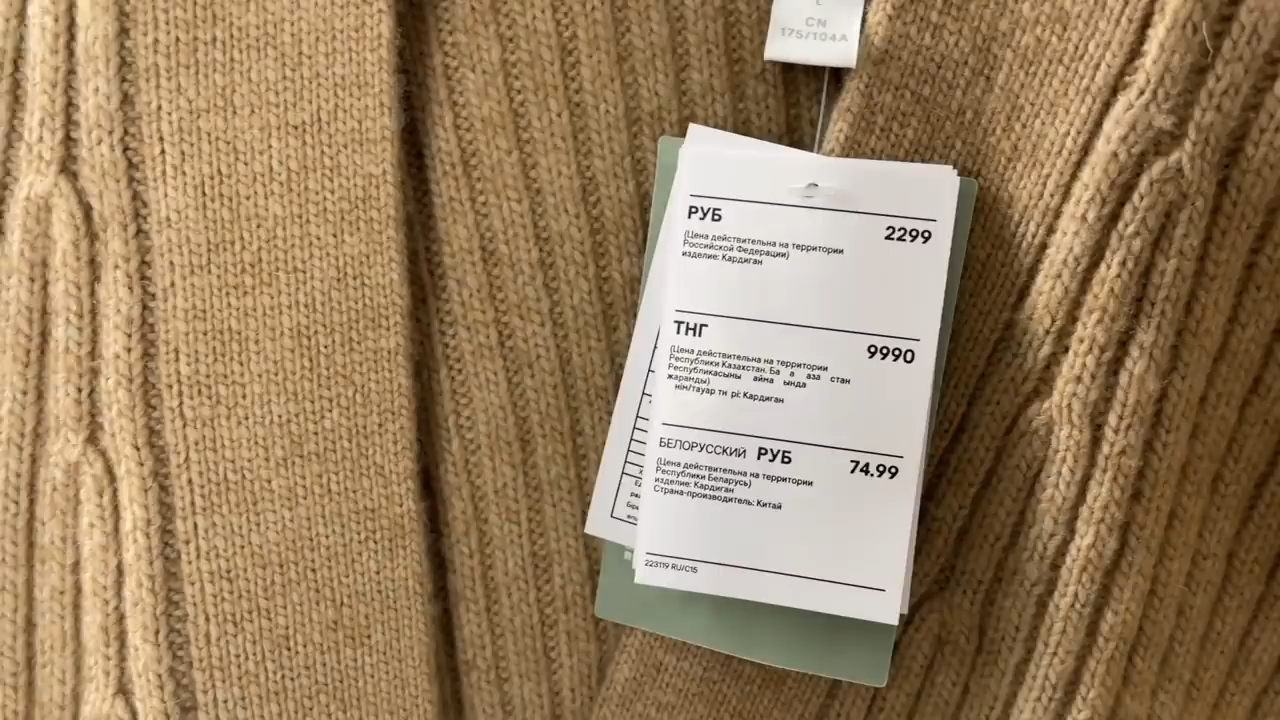 L
CN
175/104A
РУБ 2299
(Цена действительна на территории
Российской Федерации)
изделие: Кардиган
ТНГ 9990
(Цена действительна на территории
Республики Казахстан. Ба а аза стан
Республикасыны айма ында
жарамды)
нім/тауар тн рі: Кардиган
БЕЛОРУССКИЙ РУБ 74.99
(Цена действительна на территории
Республики Беларусь)
изделие: Кардиган
Страна-производитель: Китай
223119 RU/C15